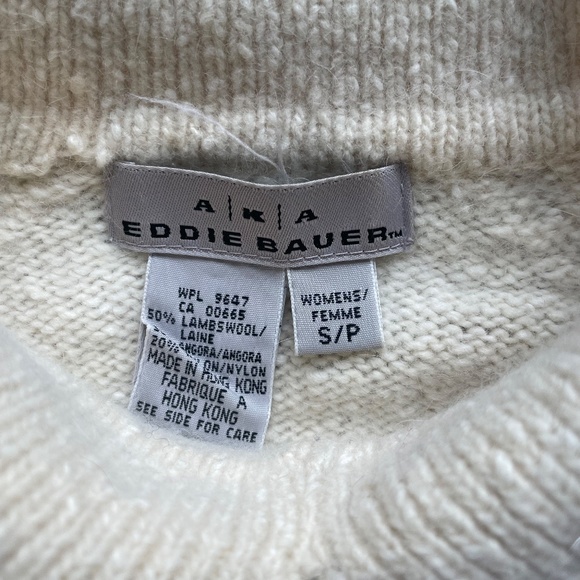 A|K|A
EDDIE BAUER™
WPL 9647
CA 00665
50% LAMBSWOOL/
LAINE
20% ANGORA/ANGORA
ON/NYLON
MADE IN HONG KONG
FABRIQUE A
HONG KONG
SEE SIDE FOR CARE
WOMENS/
FEMME
S/P